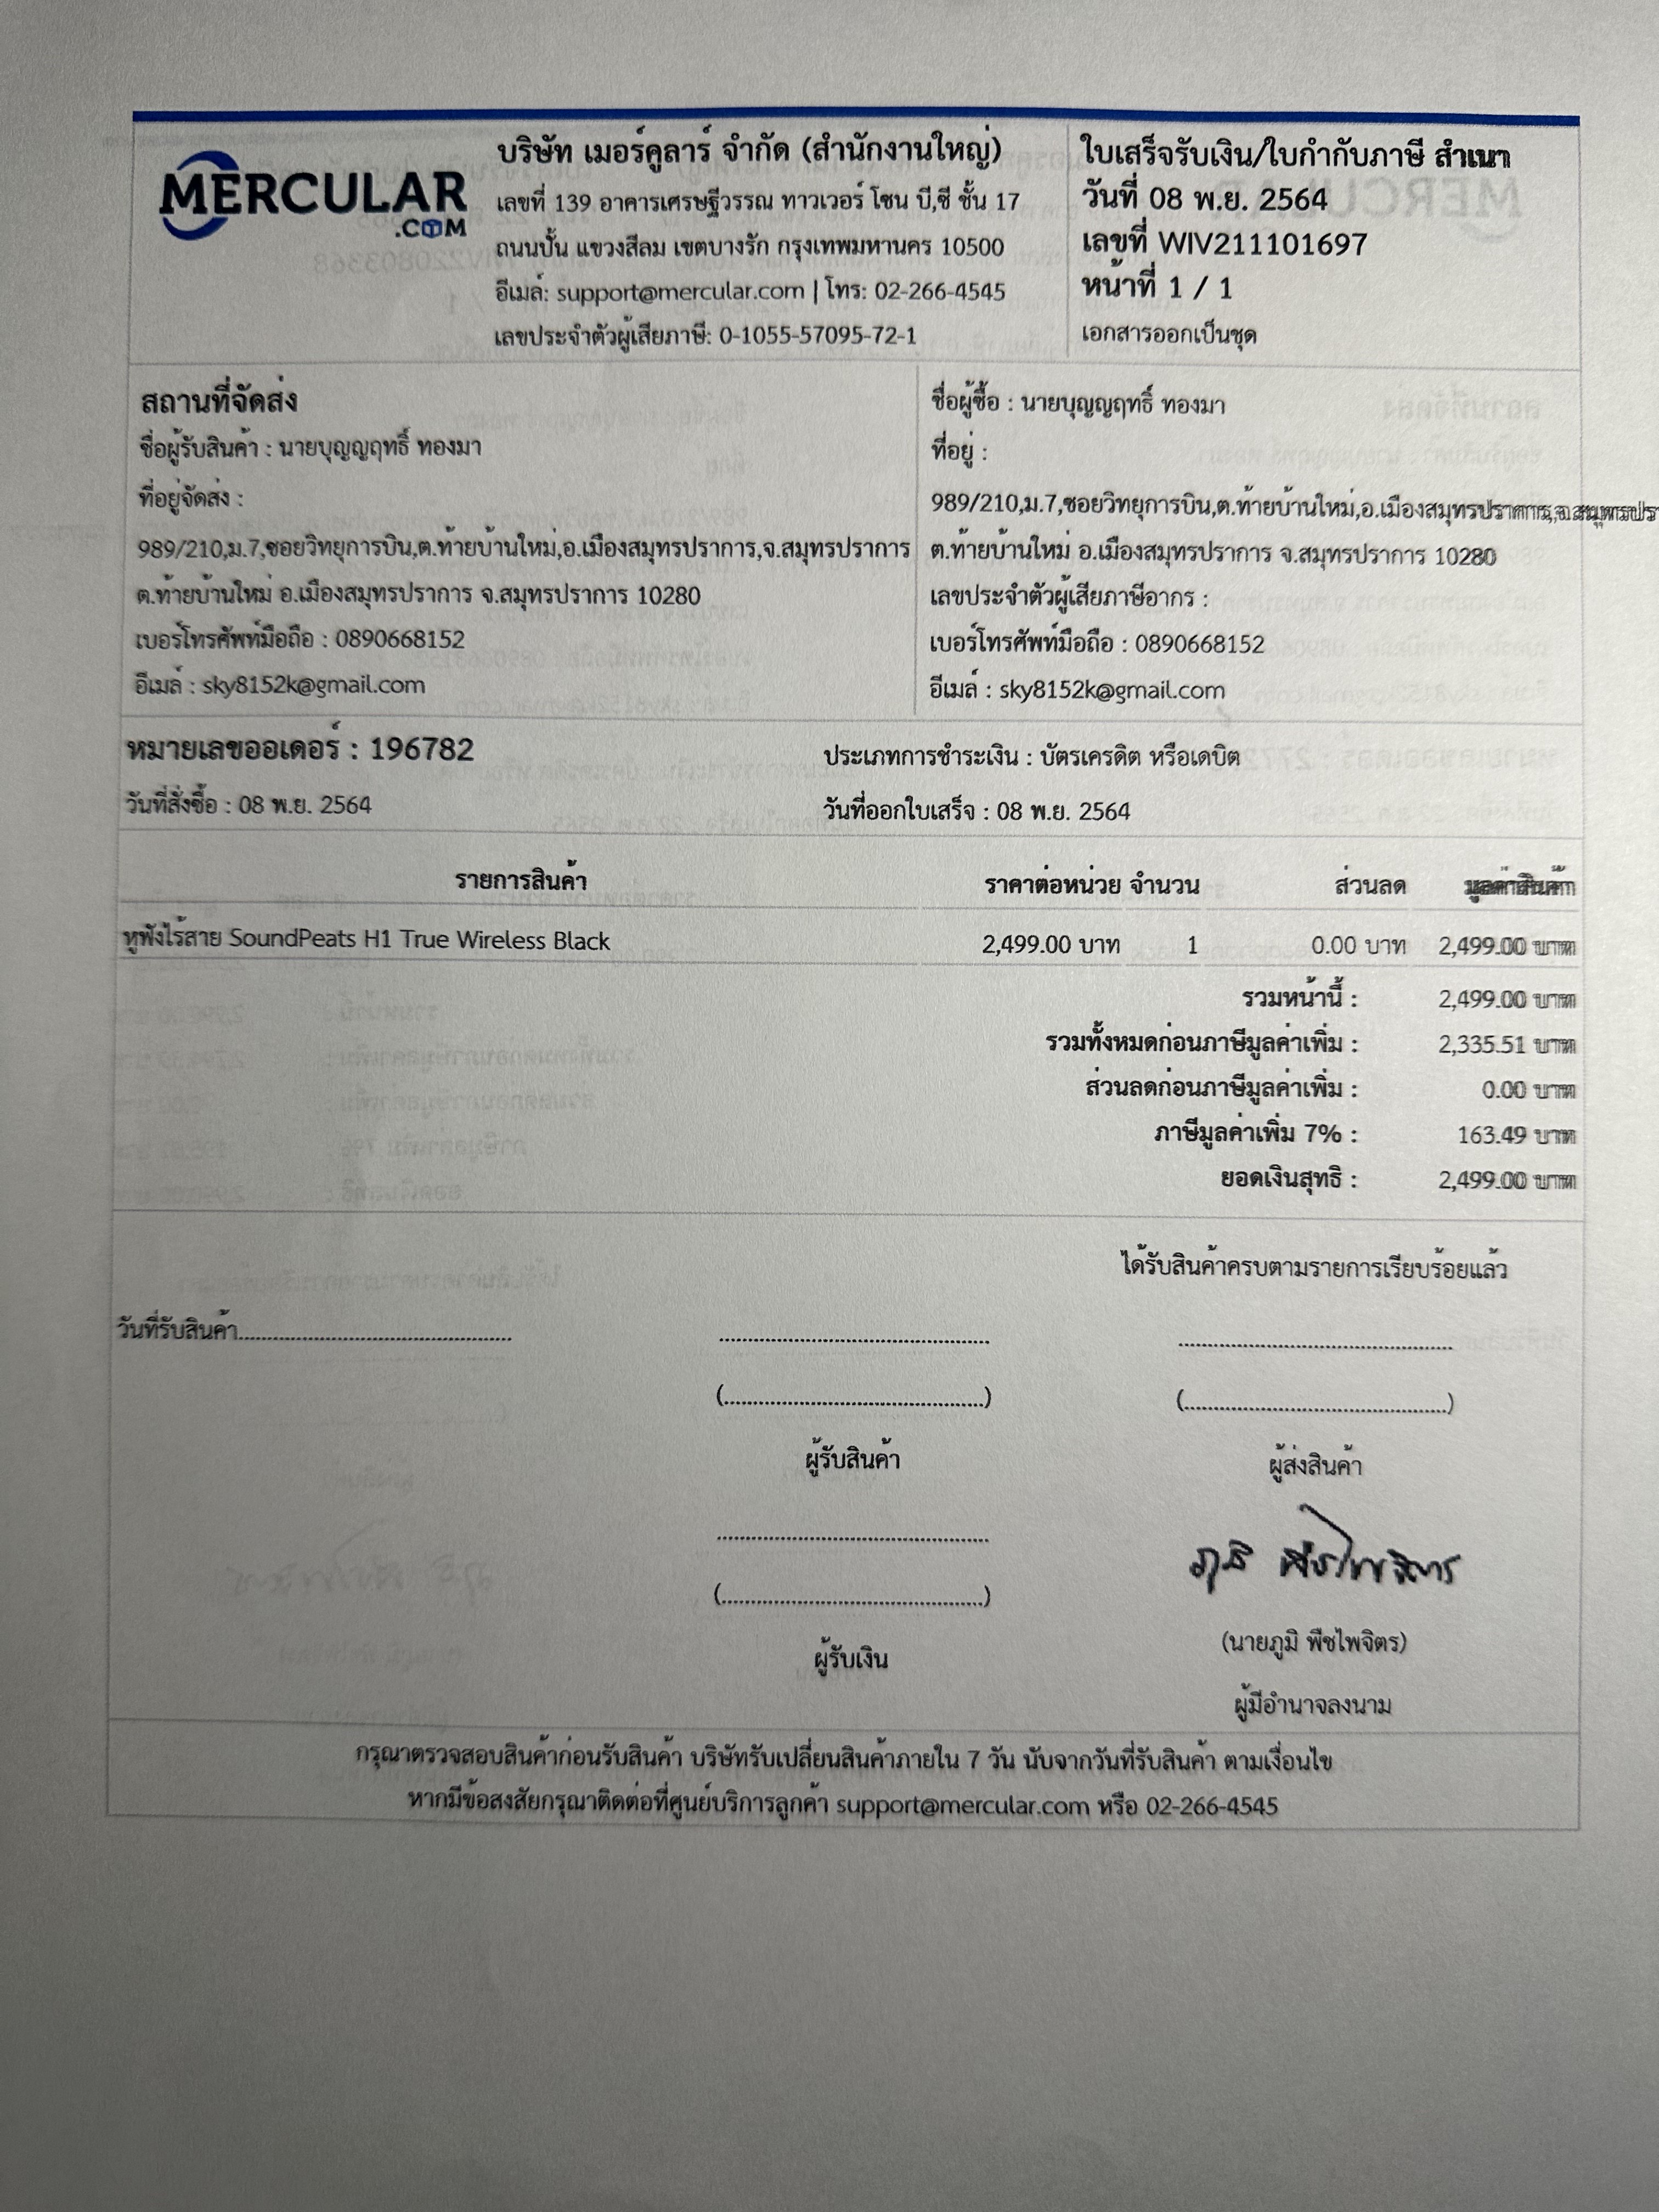 MERCULAR
.COM
บริษัท เมอร์คูลาร์ จำกัด (สำนักงานใหญ่)
เลขที่ 139 อาคารเศรษฐีวรรณ ทาวเวอร์ โซน บี,ซี ชั้น 17
ถนนปั้น แขวงสีลม เขตบางรัก กรุงเทพมหานคร 10500
อีเมล์: support@mercular.com | โทร: 02-266-4545
เลขประจำตัวผู้เสียภาษี: 0-1055-57095-72-1
ใบเสร็จรับเงิน/ใบกำกับภาษี สำเนา
วันที่ 08 พ.ย. 2564
เลขที่ WIV211101697
หน้าที่ 1 / 1
เอกสารออกเป็นชุด
สถานที่จัดส่ง
ชื่อผู้รับสินค้า : นายบุญญฤทธิ์ ทองมา
ที่อยู่จัดส่ง :
989/210,ม.7,ซอยวิทยุการบิน,ต.ท้ายบ้านใหม่,อ.เมืองสมุทรปราการ,จ.สมุทรปราการ
ต.ท้ายบ้านใหม่ อ.เมืองสมุทรปราการ จ.สมุทรปราการ 10280
เบอร์โทรศัพท์มือถือ : 0890668152
อีเมล์ : sky8152k@gmail.com
ชื่อผู้ซื้อ : นายบุญญฤทธิ์ ทองมา
ที่อยู่ :
989/210,ม.7,ซอยวิทยุการบิน,ต.ท้ายบ้านใหม่,อ.เมืองสมุทรปราการ,จ.สมุทรปร
ต.ท้ายบ้านใหม่ อ.เมืองสมุทรปราการ จ.สมุทรปราการ 10280
เลขประจำตัวผู้เสียภาษีอากร :
เบอร์โทรศัพท์มือถือ : 0890668152
อีเมล์ : sky8152k@gmail.com
หมายเลขออเดอร์ : 196782
วันที่สั่งซื้อ : 08 พ.ย. 2564
ประเภทการชำระเงิน : บัตรเครดิต หรือเดบิต
วันที่ออกใบเสร็จ : 08 พ.ย. 2564
รายการสินค้า ราคาต่อหน่วย จำนวน ส่วนลด มูลค่าสินค้า
หูฟังไร้สาย SoundPeats H1 True Wireless Black 2,499.00 บาท 1 0.00 บาท 2,499.00 บาท
รวมหน้านี้ : 2,499.00 บาท
รวมทั้งหมดก่อนภาษีมูลค่าเพิ่ม : 2,335.51 บาท
ส่วนลดก่อนภาษีมูลค่าเพิ่ม : 0.00 บาท
ภาษีมูลค่าเพิ่ม 7% : 163.49 บาท
ยอดเงินสุทธิ : 2,499.00 บาท
ได้รับสินค้าครบตามรายการเรียบร้อยแล้ว
วันที่รับสินค้า................................................
................................................ ................................................
(................................................) (................................................)
ผู้รับสินค้า ผู้ส่งสินค้า
................................................ ภูมิ พืชไพจิตร
(................................................) (นายภูมิ พืชไพจิตร)
ผู้รับเงิน ผู้มีอำนาจลงนาม
กรุณาตรวจสอบสินค้าก่อนรับสินค้า บริษัทรับเปลี่ยนสินค้าภายใน 7 วัน นับจากวันที่รับสินค้า ตามเงื่อนไข
หากมีข้อสงสัยกรุณาติดต่อที่ศูนย์บริการลูกค้า support@mercular.com หรือ 02-266-4545